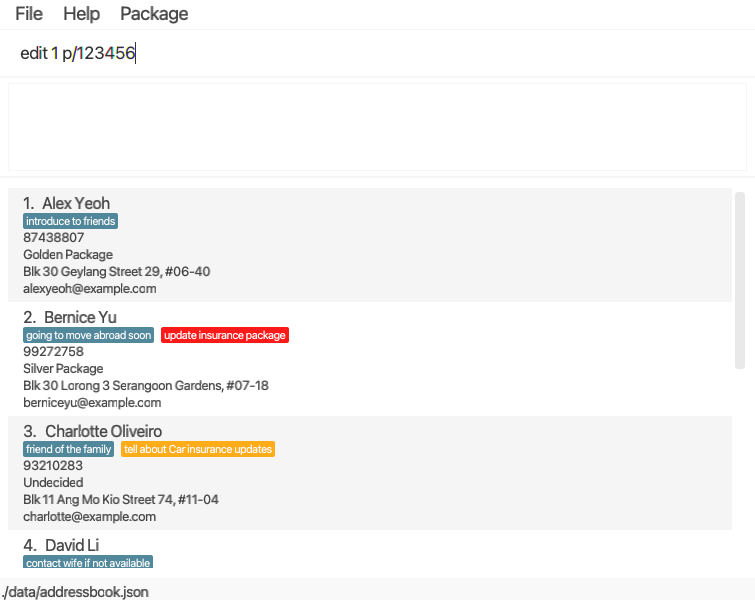 File Help Package
edit 1 p/123456
1. Alex Yeoh
introduce to friends
87438807
Golden Package
Blk 30 Geylang Street 29, #06-40
alexyeoh@example.com
2. Bernice Yu
going to move abroad soon update insurance package
99272758
Silver Package
Blk 30 Lorong 3 Serangoon Gardens, #07-18
berniceyu@example.com
3. Charlotte Oliveiro
friend of the family tell about Car insurance updates
93210283
Undecided
Blk 11 Ang Mo Kio Street 74, #11-04
charlotte@example.com
4. David Li
contact wife if not available
./data/addressbook.json